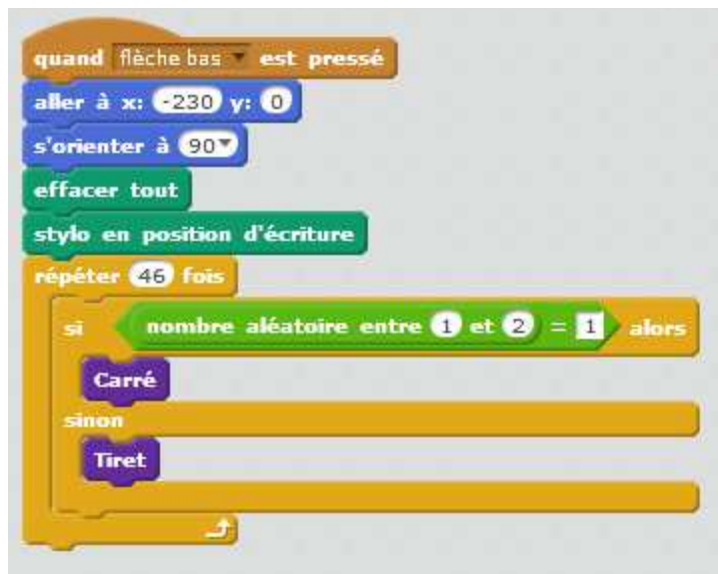 quand flèche bas est pressé
aller à x: -230 y: 0
s'orienter à 90
effacer tout
stylo en position d'écriture
répéter 46 fois
si nombre aléatoire entre 1 et 2 = 1 alors
Carré
sinon
Tiret